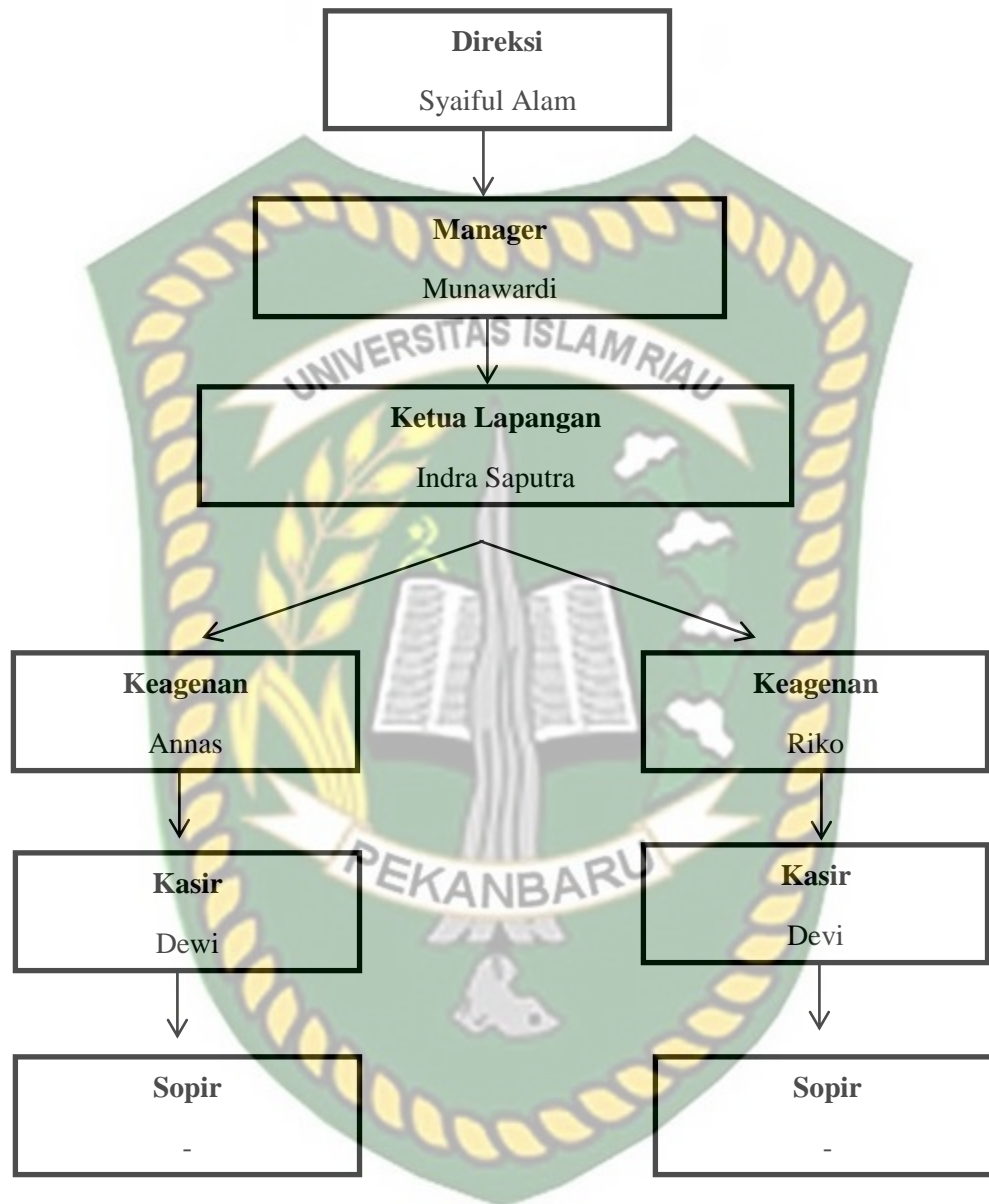 Direksi
Syaiful Alam
Manager
Munawardi
UNIVERSITAS ISLAM RIAU
Ketua Lapangan
Indra Saputra
Keagenan
Annas
Keagenan
Riko
PEKANBARU
Kasir
Dewi
Kasir
Devi
Sopir
-
Sopir
-